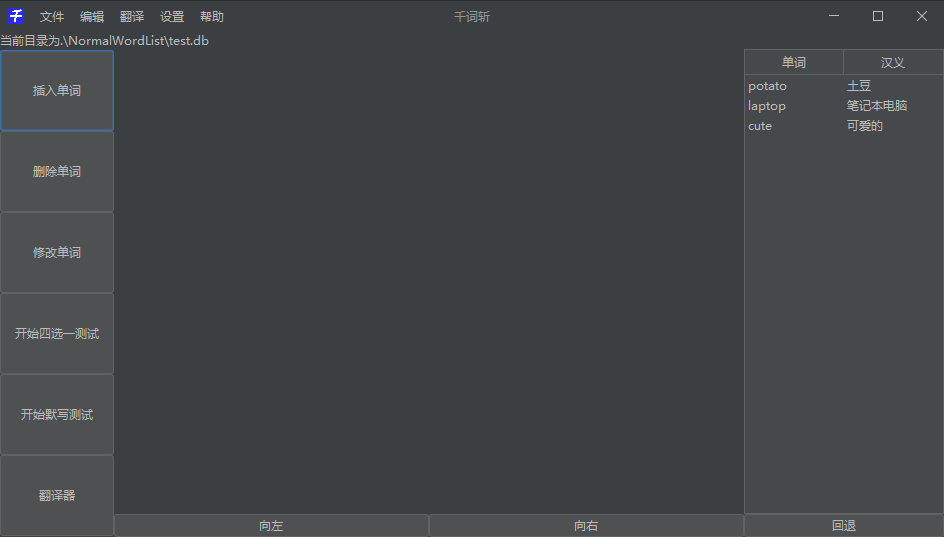 千 文件 编辑 翻译 设置 帮助 千词斩
当前目录为.\NormalWordList\test.db
插入单词
删除单词
修改单词
开始四选一测试
开始默写测试
翻译器
单词 汉义
potato 土豆
laptop 笔记本电脑
cute 可爱的
向左 向右 回退